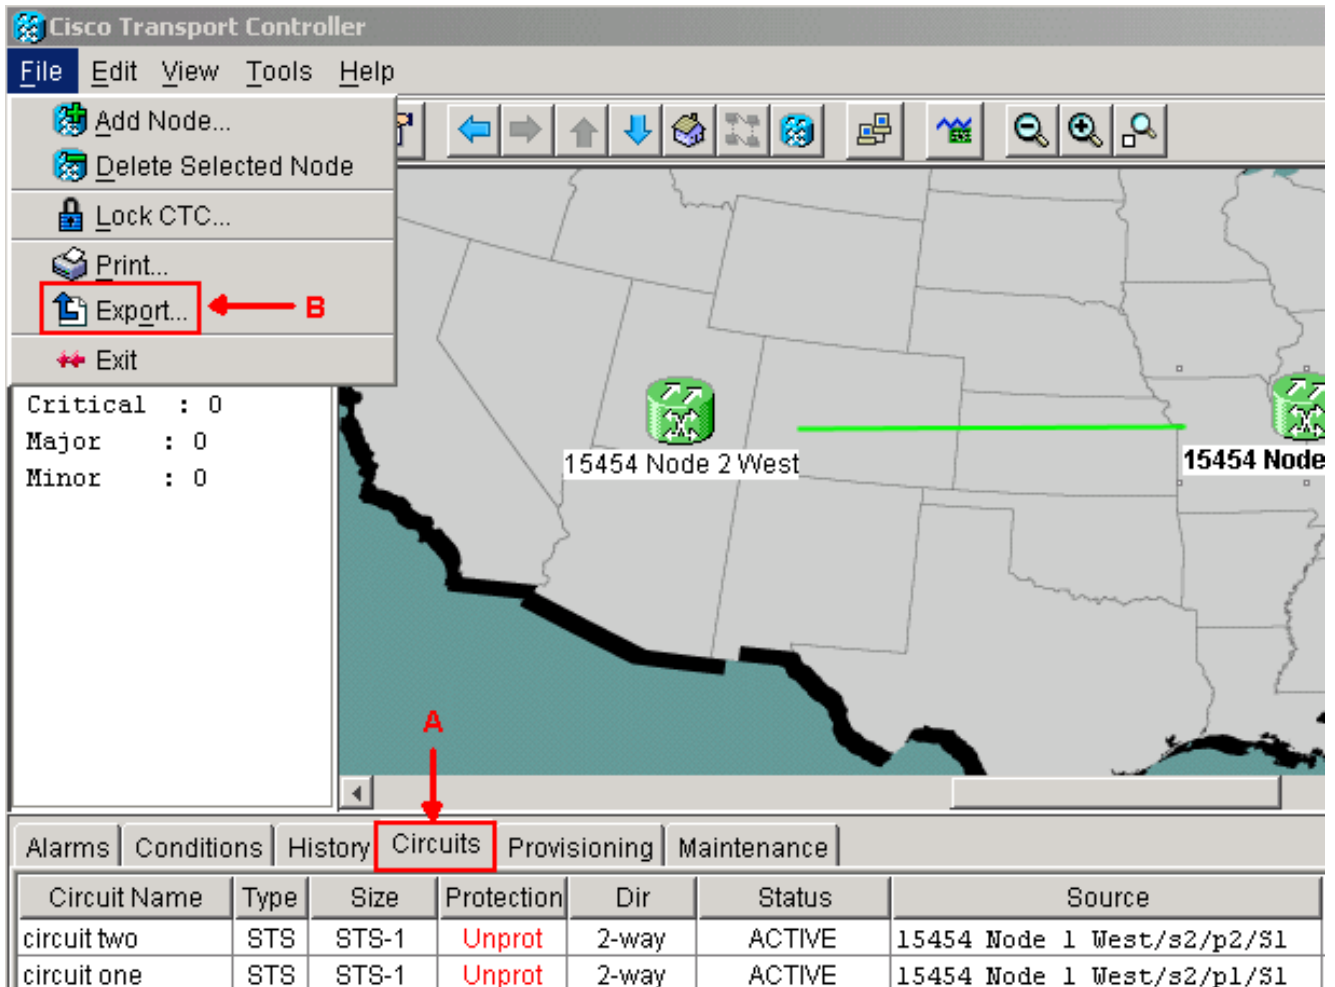 Cisco Transport Controller
File Edit View Tools Help
Add Node...
Delete Selected Node
Lock CTC...
Print...
Export...
B
Exit
Critical : 0
Major : 0
Minor : 0
15454 Node 2 West
15454 Node
A
Alarms Conditions History Circuits Provisioning Maintenance
Circuit Name Type Size Protection Dir Status Source
circuit two STS STS-1 Unprot 2-way ACTIVE 15454 Node 1 West/s2/p2/S1
circuit one STS STS-1 Unprot 2-way ACTIVE 15454 Node 1 West/s2/p1/S1